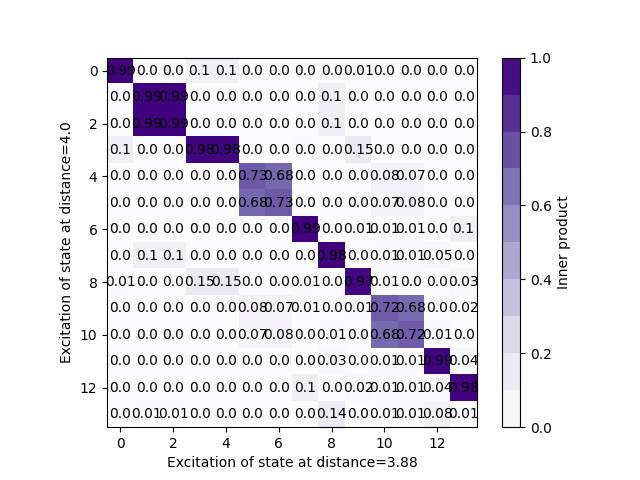 0 0.99 0.0 0.0 0.1 0.1 0.0 0.0 0.0 0.0 0.01 0.0 0.0 0.0 0.0
0.0 0.99 0.99 0.0 0.0 0.0 0.0 0.0 0.1 0.0 0.0 0.0 0.0 0.0
2 0.0 0.99 0.99 0.0 0.0 0.0 0.0 0.0 0.1 0.0 0.0 0.0 0.0 0.0
0.1 0.0 0.0 0.98 0.98 0.0 0.0 0.0 0.0 0.15 0.0 0.0 0.0 0.0
4 0.0 0.0 0.0 0.0 0.0 0.73 0.68 0.0 0.0 0.0 0.08 0.07 0.0 0.0
0.0 0.0 0.0 0.0 0.0 0.68 0.73 0.0 0.0 0.0 0.07 0.08 0.0 0.0
6 0.0 0.0 0.0 0.0 0.0 0.0 0.0 0.99 0.0 0.01 0.01 0.01 0.0 0.1
0.0 0.1 0.1 0.0 0.0 0.0 0.0 0.0 0.98 0.0 0.01 0.01 0.05 0.0
8 0.01 0.0 0.0 0.15 0.15 0.0 0.0 0.01 0.0 0.97 0.01 0.0 0.0 0.03
0.0 0.0 0.0 0.0 0.0 0.08 0.07 0.01 0.0 0.01 0.72 0.68 0.0 0.02
10 0.0 0.0 0.0 0.0 0.0 0.07 0.08 0.0 0.01 0.0 0.68 0.72 0.01 0.0
0.0 0.0 0.0 0.0 0.0 0.0 0.0 0.0 0.03 0.0 0.01 0.01 0.99 0.04
12 0.0 0.0 0.0 0.0 0.0 0.0 0.0 0.1 0.0 0.02 0.01 0.01 0.04 0.98
0.0 0.01 0.01 0.0 0.0 0.0 0.0 0.0 0.14 0.0 0.01 0.01 0.08 0.01
0 2 4 6 8 10 12
Excitation of state at distance=3.88
Excitation of state at distance=4.0
1.0
0.8
0.6
0.4
0.2
0.0
Inner product